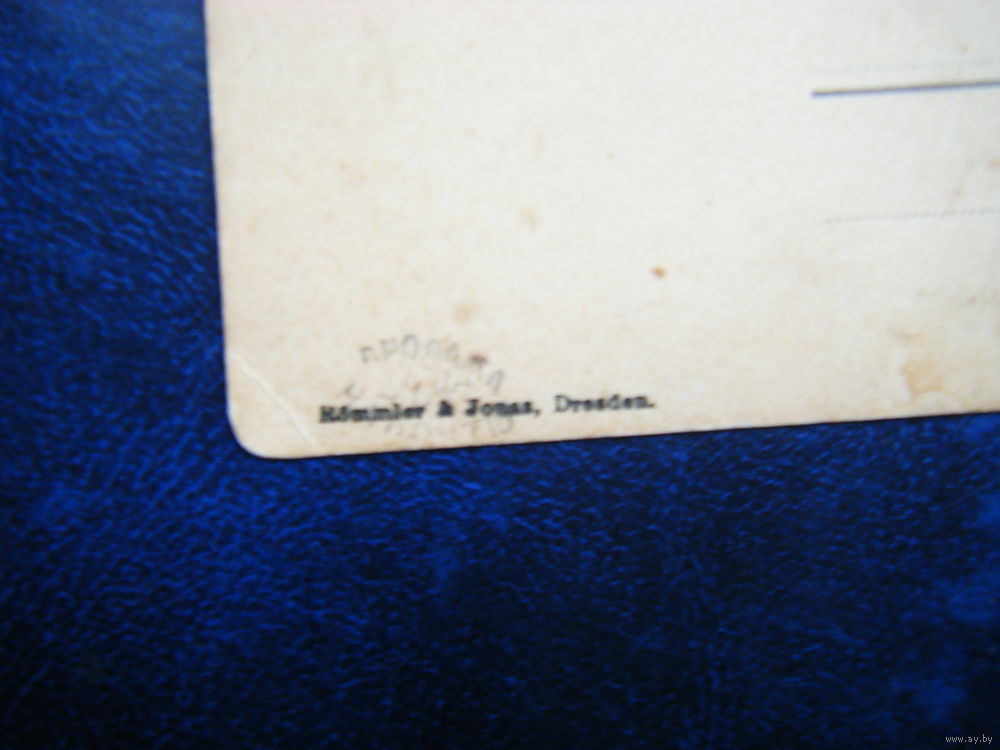 Römmler & Jonas, Dresden.
www.ay.by